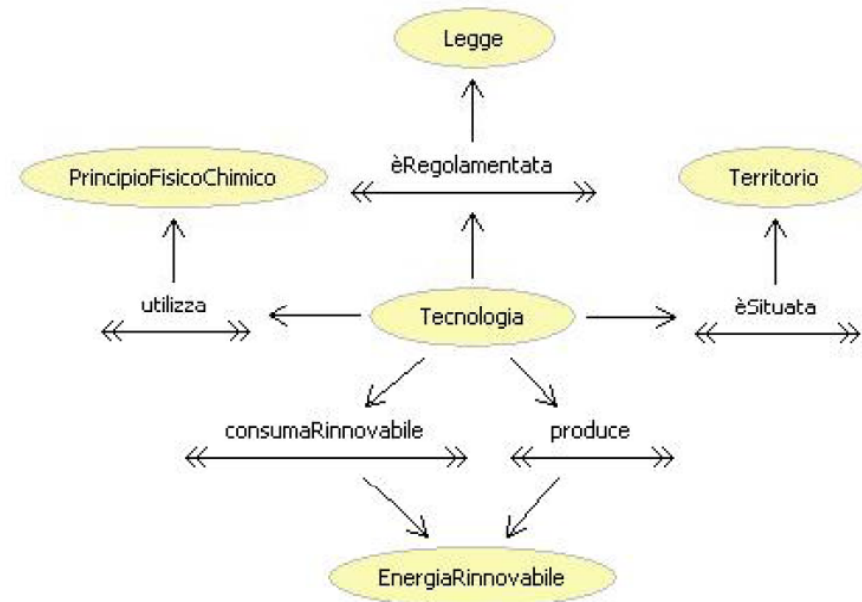 Legge
èRegolamentata
PrincipioFisicoChimico
Territorio
utilizza
Tecnologia
èSituata
consumaRinnovabile
produce
EnergiaRinnovabile